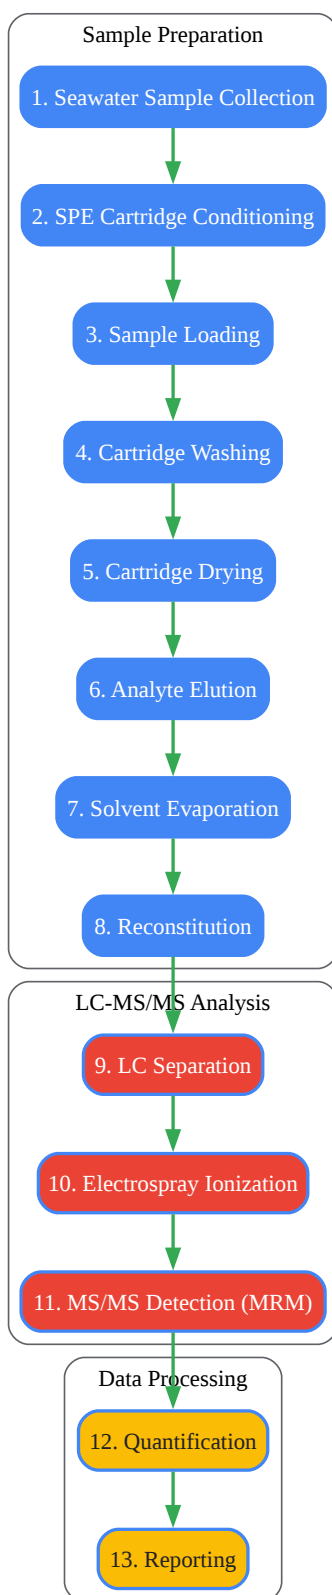 Sample Preparation
1. Seawater Sample Collection
2. SPE Cartridge Conditioning
3. Sample Loading
4. Cartridge Washing
5. Cartridge Drying
6. Analyte Elution
7. Solvent Evaporation
8. Reconstitution
LC-MS/MS Analysis
9. LC Separation
10. Electrospray Ionization
11. MS/MS Detection (MRM)
Data Processing
12. Quantification
13. Reporting